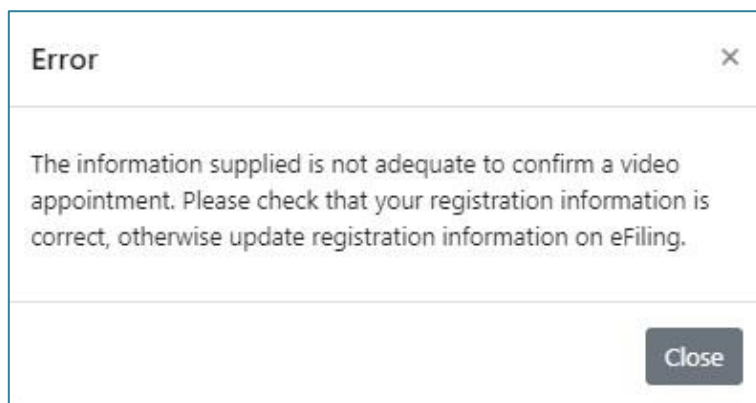 Error
×
The information supplied is not adequate to confirm a video
appointment. Please check that your registration information is
correct, otherwise update registration information on eFiling.
Close